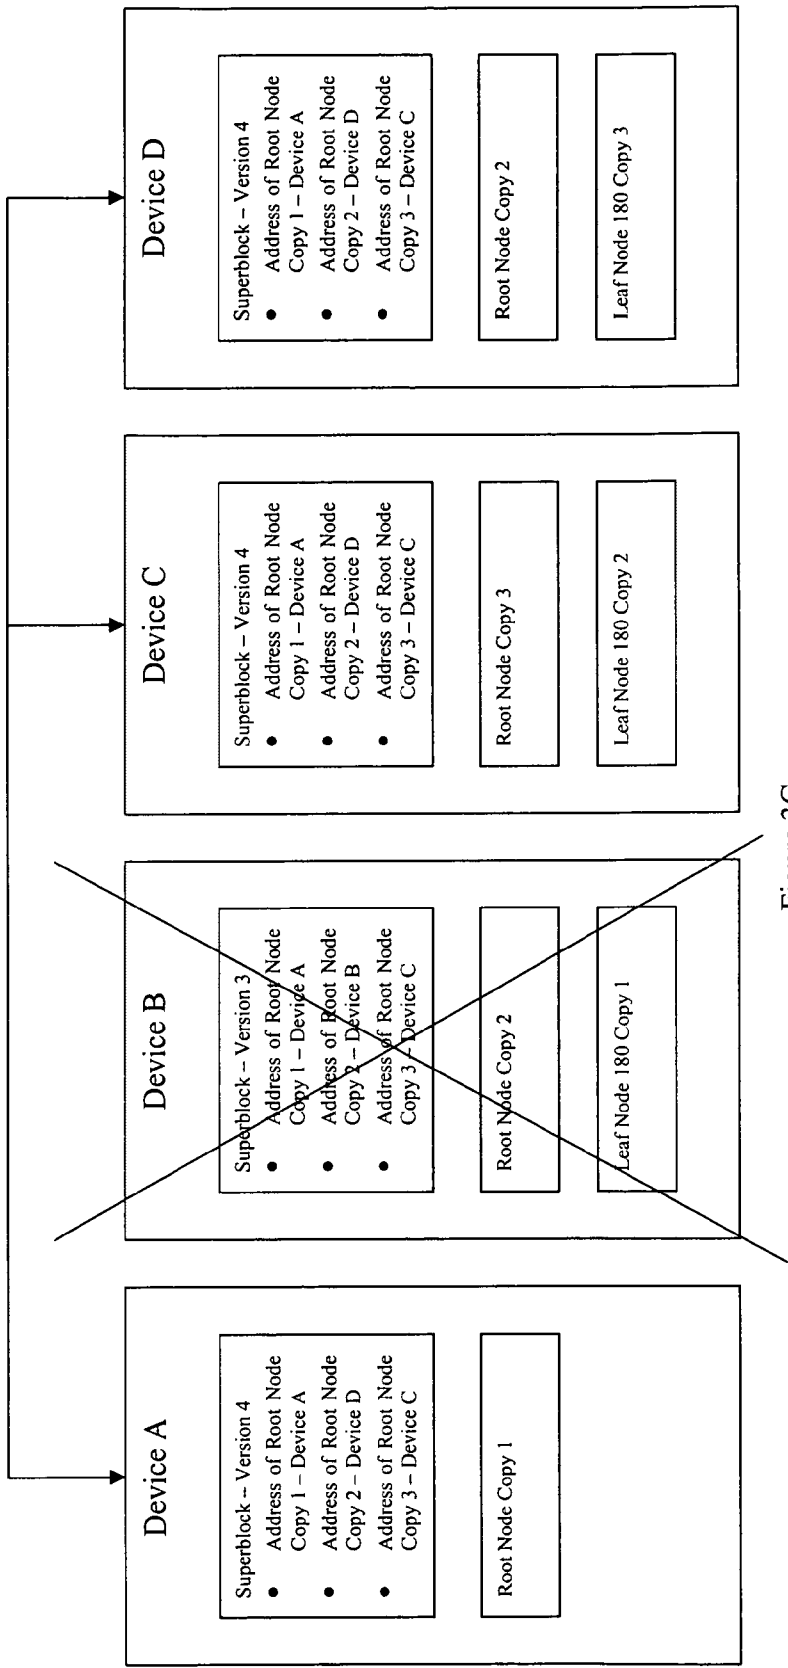 Device A
Superblock – Version 4
• Address of Root Node
Copy 1 – Device A
• Address of Root Node
Copy 2 – Device D
• Address of Root Node
Copy 3 – Device C
Root Node Copy 1
Device B
Superblock – Version 3
• Address of Root Node
Copy 1 – Device A
• Address of Root Node
Copy 2 – Device B
• Address of Root Node
Copy 3 – Device C
Root Node Copy 2
Leaf Node 180 Copy 1
Device C
Superblock – Version 4
• Address of Root Node
Copy 1 – Device A
• Address of Root Node
Copy 2 – Device D
• Address of Root Node
Copy 3 – Device C
Root Node Copy 3
Leaf Node 180 Copy 2
Device D
Superblock – Version 4
• Address of Root Node
Copy 1 – Device A
• Address of Root Node
Copy 2 – Device D
• Address of Root Node
Copy 3 – Device C
Root Node Copy 2
Leaf Node 180 Copy 3